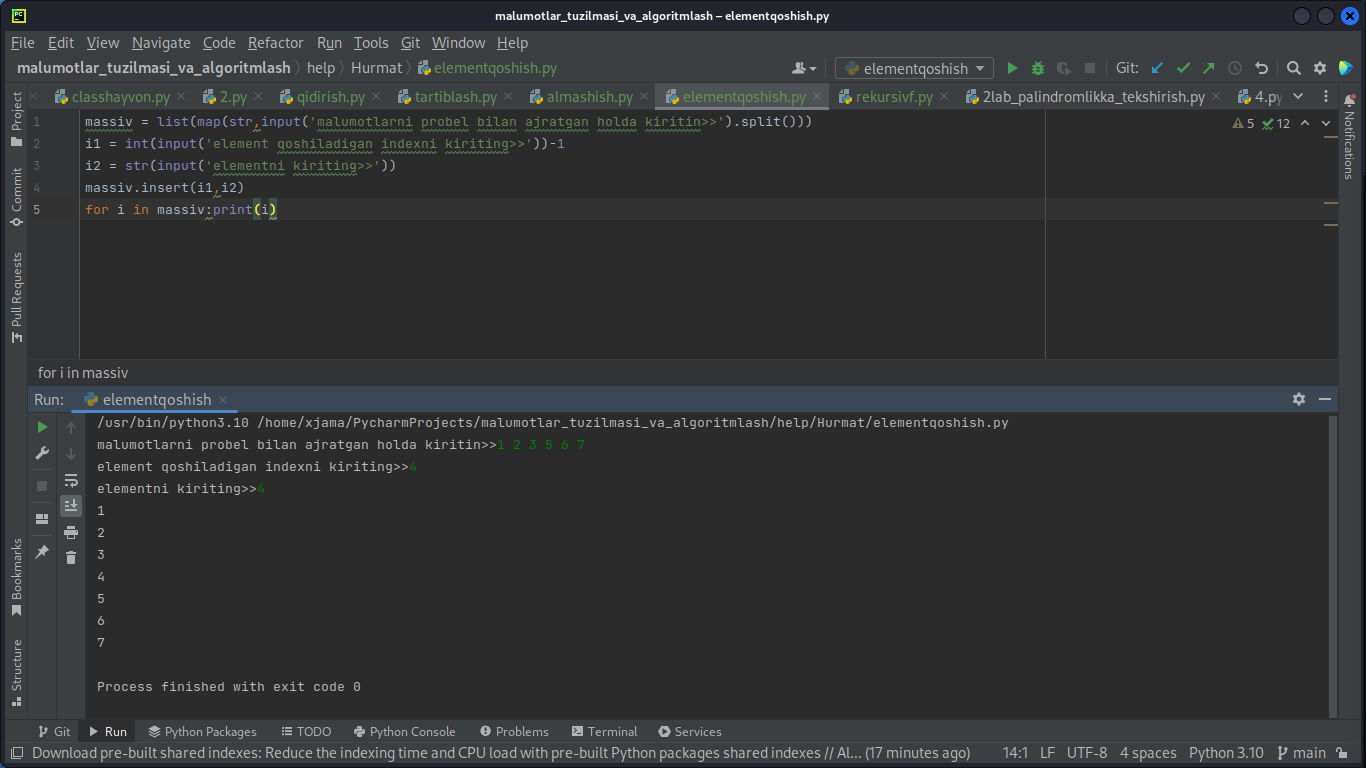 PC
malumotlar_tuzilmasi_va_algoritmlash – elementqoshish.py
File Edit View Navigate Code Refactor Run Tools Git Window Help
malumotlar_tuzilmasi_va_algoritmlash help Hurmat elementqoshish.py elementqoshish Git:
classhayvon.py 2.py qidirish.py tartiblash.py almashish.py elementqoshish.py rekursivf.py 2lab_palindromlikka_tekshirish.py 4.py
1 massiv = list(map(str,input('malumotlarni probel bilan ajratgan holda kiritin>>').split())) 5 12
2 i1 = int(input('element qoshiladigan indexni kiriting>>'))-1
3 i2 = str(input('elementni kiriting>>'))
4 massiv.insert(i1,i2)
5 for i in massiv:print(i)
Project
Commit
Pull Requests
Bookmarks
Structure
Notifications
for i in massiv
Run: elementqoshish
/usr/bin/python3.10 /home/xjama/PycharmProjects/malumotlar_tuzilmasi_va_algoritmlash/help/Hurmat/elementqoshish.py
malumotlarni probel bilan ajratgan holda kiritin>>1 2 3 5 6 7
element qoshiladigan indexni kiriting>>4
elementni kiriting>>4
1
2
3
4
5
6
7
Process finished with exit code 0
Git Run Python Packages TODO Python Console Problems Terminal Services
Download pre-built shared indexes: Reduce the indexing time and CPU load with pre-built Python packages shared indexes // Al... (17 minutes ago) 14:1 LF UTF-8 4 spaces Python 3.10 main